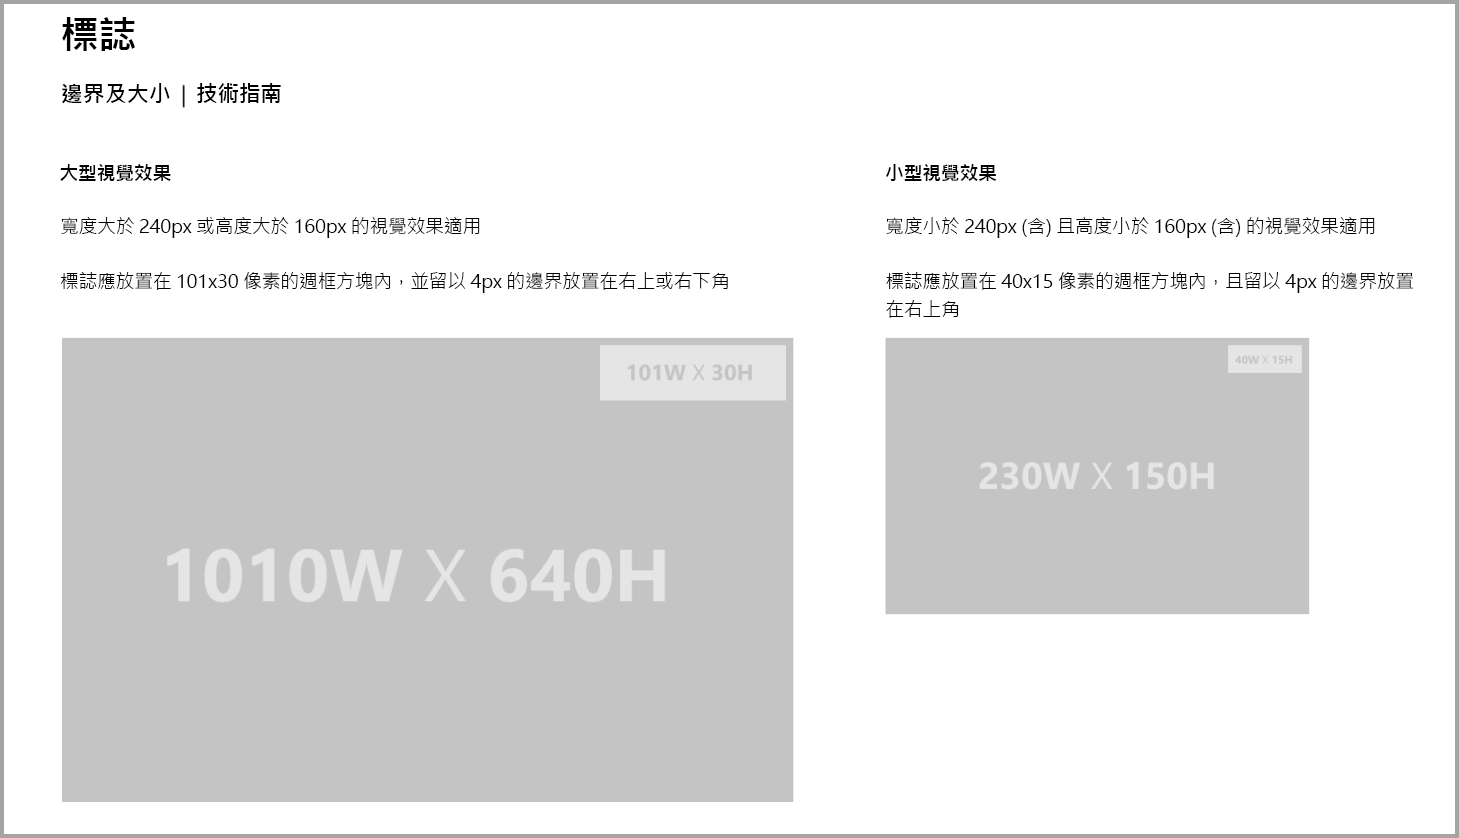 標誌
邊界及大小 | 技術指南
大型視覺效果
寬度大於 240px 或高度大於 160px 的視覺效果適用
標誌應放置在 101x30 像素的週框方塊內，並留以 4px 的邊界放置在右上或右下角
101W X 30H
1010W X 640H
小型視覺效果
寬度小於 240px (含) 且高度小於 160px (含) 的視覺效果適用
標誌應放置在 40x15 像素的週框方塊內，且留以 4px 的邊界放置
在右上角
40W X 15H
230W X 150H